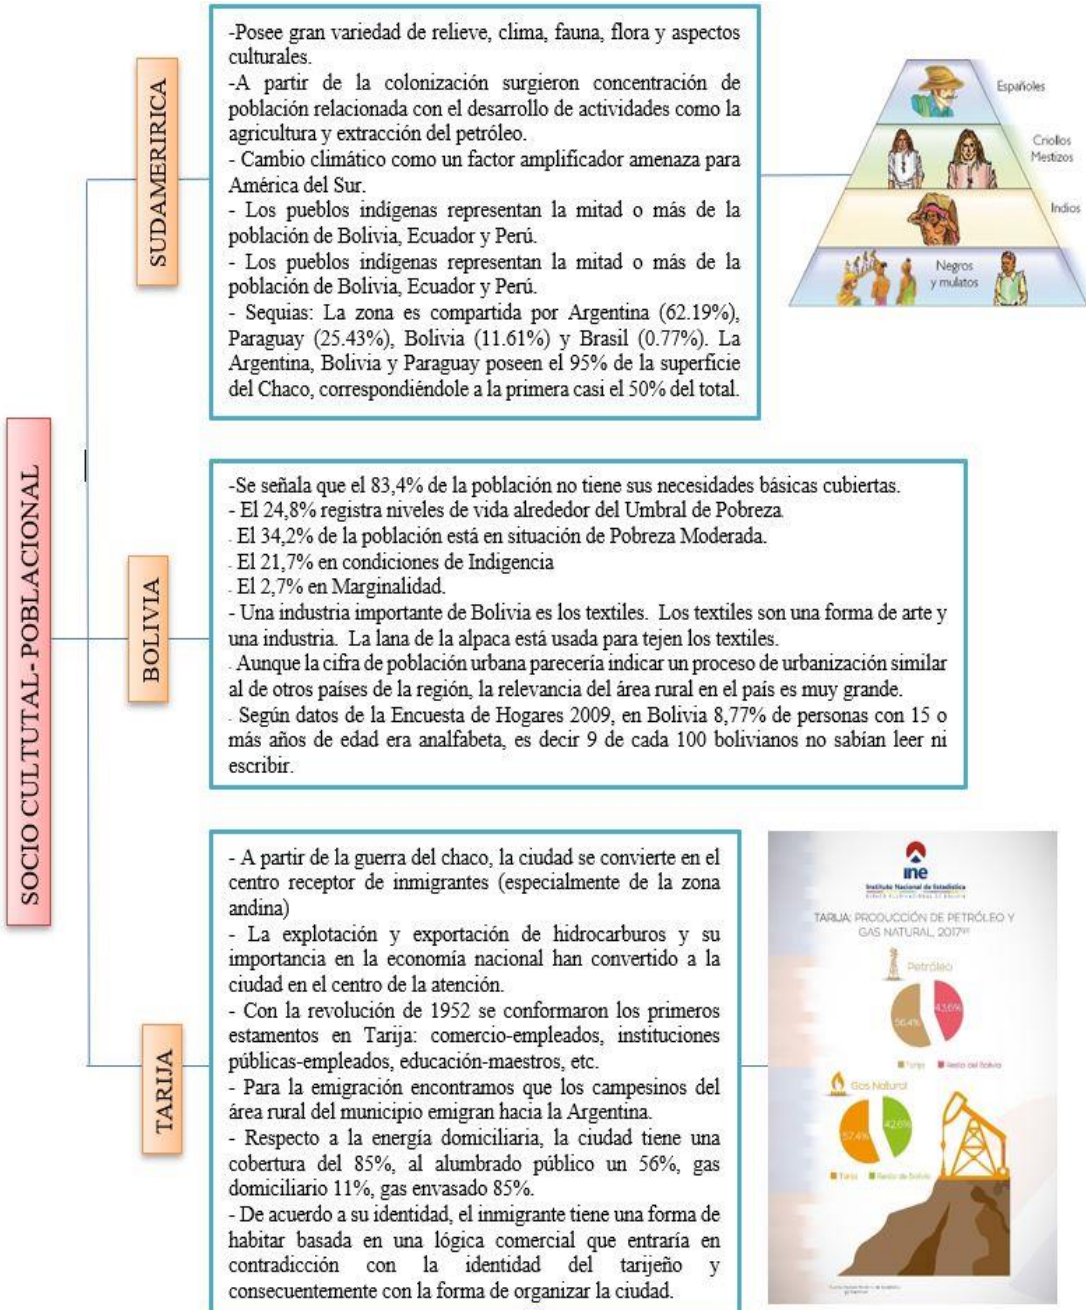 SOCIO CULTUTAL- POBLACIONAL
SUDAMERIRICA
-Posee gran variedad de relieve, clima, fauna, flora y aspectos
culturales.
-A partir de la colonización surgieron concentración de
población relacionada con el desarrollo de actividades como la
agricultura y extracción del petróleo.
- Cambio climático como un factor amplificador amenaza para
América del Sur.
- Los pueblos indígenas representan la mitad o más de la
población de Bolivia, Ecuador y Perú.
- Los pueblos indígenas representan la mitad o más de la
población de Bolivia, Ecuador y Perú.
- Sequias: La zona es compartida por Argentina (62.19%),
Paraguay (25.43%), Bolivia (11.61%) y Brasil (0.77%). La
Argentina, Bolivia y Paraguay poseen el 95% de la superficie
del Chaco, correspondiéndole a la primera casi el 50% del total.
Españoles
Criollos
Mestizos
Indios
Negros
y mulatos
BOLIVIA
-Se señala que el 83,4% de la población no tiene sus necesidades básicas cubiertas.
- El 24,8% registra niveles de vida alrededor del Umbral de Pobreza
- El 34,2% de la población está en situación de Pobreza Moderada.
- El 21,7% en condiciones de Indigencia
- El 2,7% en Marginalidad.
- Una industria importante de Bolivia es los textiles. Los textiles son una forma de arte y
una industria. La lana de la alpaca está usada para tejen los textiles.
- Aunque la cifra de población urbana parecería indicar un proceso de urbanización similar
al de otros países de la región, la relevancia del área rural en el país es muy grande.
- Según datos de la Encuesta de Hogares 2009, en Bolivia 8,77% de personas con 15 o
más años de edad era analfabeta, es decir 9 de cada 100 bolivianos no sabían leer ni
escribir.
TARIJA
- A partir de la guerra del chaco, la ciudad se convierte en el
centro receptor de inmigrantes (especialmente de la zona
andina)
- La explotación y exportación de hidrocarburos y su
importancia en la economía nacional han convertido a la
ciudad en el centro de la atención.
- Con la revolución de 1952 se conformaron los primeros
estamentos en Tarija: comercio-empleados, instituciones
públicas-empleados, educación-maestros, etc.
- Para la emigración encontramos que los campesinos del
área rural del municipio emigran hacia la Argentina.
- Respecto a la energía domiciliaria, la ciudad tiene una
cobertura del 85%, al alumbrado público un 56%, gas
domiciliario 11%, gas envasado 85%.
- De acuerdo a su identidad, el inmigrante tiene una forma de
habitar basada en una lógica comercial que entraría en
contradicción con la identidad del tarijeño y
consecuentemente con la forma de organizar la ciudad.
ine
Instituto Nacional de Estadística
TARIJA: PRODUCCIÓN DE PETRÓLEO Y
GAS NATURAL, 2017
Petróleo
56,4%
43,6%
Tarija
Resto de Bolivia
Gas Natural
57,4%
42,6%
Tarija
Resto de Bolivia